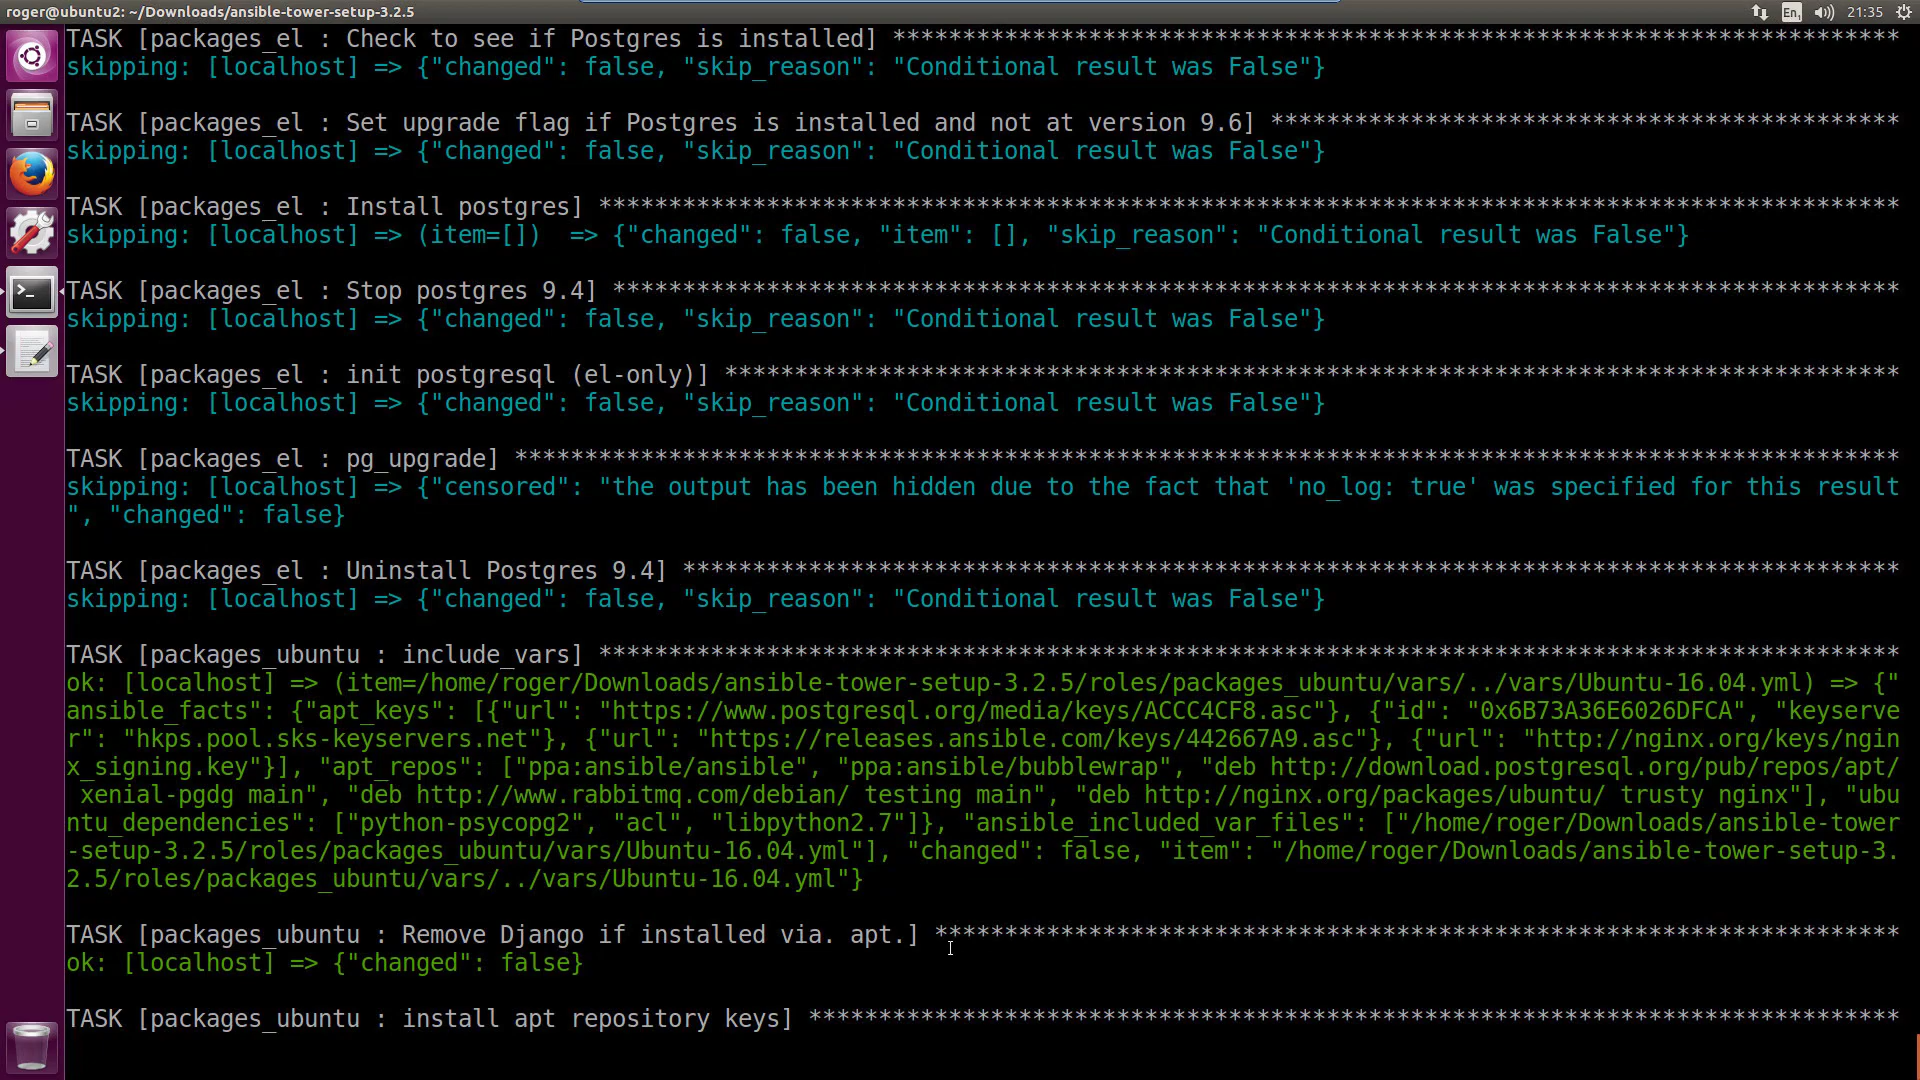 roger@ubuntu2: ~/Downloads/ansible-tower-setup-3.2.5
En1 21:35
TASK [packages_el : Check to see if Postgres is installed] ************************************************************************
skipping: [localhost] => {"changed": false, "skip_reason": "Conditional result was False"}
TASK [packages_el : Set upgrade flag if Postgres is installed and not at version 9.6] *********************************************
skipping: [localhost] => {"changed": false, "skip_reason": "Conditional result was False"}
TASK [packages_el : Install postgres] *********************************************************************************************
skipping: [localhost] => (item=[])  => {"changed": false, "item": [], "skip_reason": "Conditional result was False"}
TASK [packages_el : Stop postgres 9.4] ********************************************************************************************
skipping: [localhost] => {"changed": false, "skip_reason": "Conditional result was False"}
TASK [packages_el : init postgresql (el-only)] ************************************************************************************
skipping: [localhost] => {"changed": false, "skip_reason": "Conditional result was False"}
TASK [packages_el : pg_upgrade] ***************************************************************************************************
skipping: [localhost] => {"censored": "the output has been hidden due to the fact that 'no_log: true' was specified for this result
", "changed": false}
TASK [packages_el : Uninstall Postgres 9.4] ***************************************************************************************
skipping: [localhost] => {"changed": false, "skip_reason": "Conditional result was False"}
TASK [packages_ubuntu : include_vars] *********************************************************************************************
ok: [localhost] => (item=/home/roger/Downloads/ansible-tower-setup-3.2.5/roles/packages_ubuntu/vars/../vars/Ubuntu-16.04.yml) => {"
ansible_facts": {"apt_keys": [{"url": "https://www.postgresql.org/media/keys/ACCC4CF8.asc"}, {"id": "0x6B73A36E6026DFCA", "keyserve
r": "hkps.pool.sks-keyservers.net"}, {"url": "https://releases.ansible.com/keys/442667A9.asc"}, {"url": "http://nginx.org/keys/ngin
x_signing.key"}], "apt_repos": ["ppa:ansible/ansible", "ppa:ansible/bubblewrap", "deb http://download.postgresql.org/pub/repos/apt/
 xenial-pgdg main", "deb http://www.rabbitmq.com/debian/ testing main", "deb http://nginx.org/packages/ubuntu/ trusty nginx"], "ubu
ntu_dependencies": ["python-psycopg2", "acl", "libpython2.7"]}, "ansible_included_var_files": ["/home/roger/Downloads/ansible-tower
-setup-3.2.5/roles/packages_ubuntu/vars/../vars/Ubuntu-16.04.yml"], "changed": false, "item": "/home/roger/Downloads/ansible-tower-setup-3.
2.5/roles/packages_ubuntu/vars/../vars/Ubuntu-16.04.yml"}
TASK [packages_ubuntu : Remove Django if installed via. apt.] *********************************************************************
ok: [localhost] => {"changed": false}
TASK [packages_ubuntu : install apt repository keys] ******************************************************************************